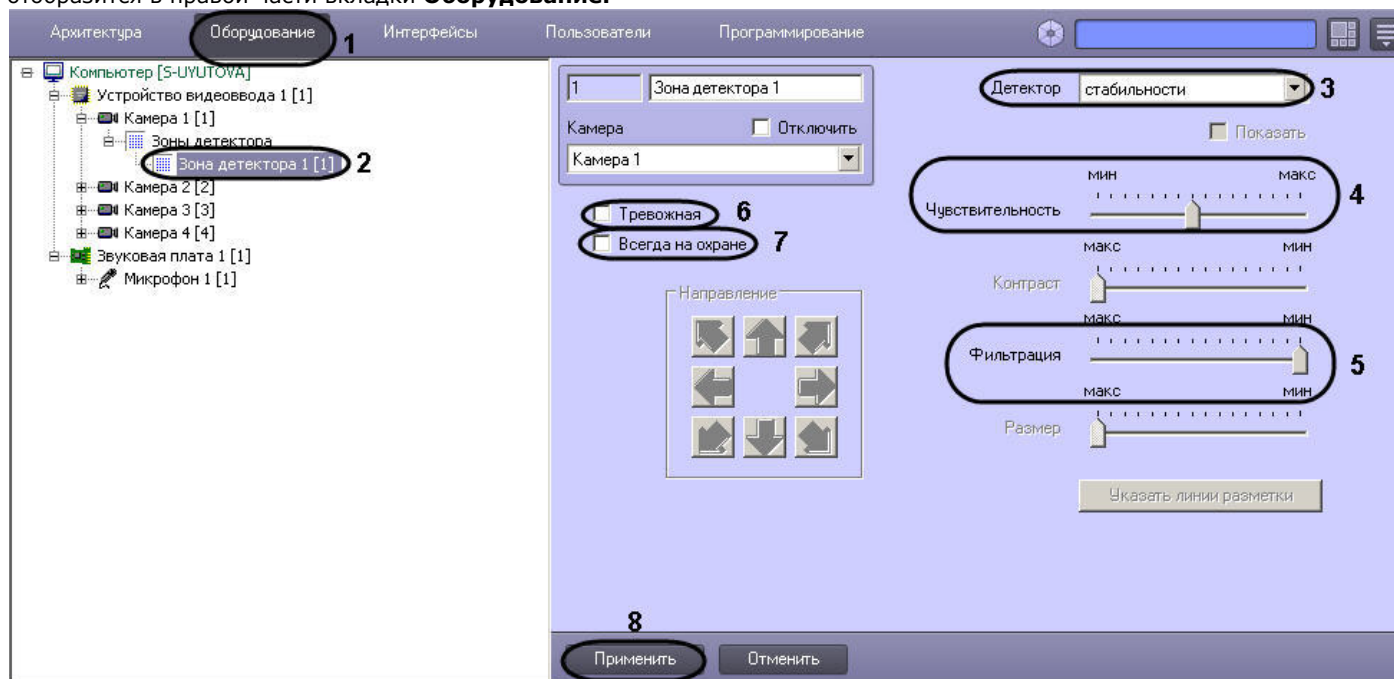 отобразится в правой части вкладки Оборудование.
Архитектура Оборудование 1 Интерфейсы Пользователи Программирование
Компьютер [S-UYUTOVA]
Устройство видеоввода 1 [1]
Камера 1 [1]
Зоны детектора
Зона детектора 1 [1] 2
Камера 2 [2]
Камера 3 [3]
Камера 4 [4]
Звуковая плата 1 [1]
Микрофон 1 [1]
1 Зона детектора 1
Камера Отключить
Камера 1
Тревожная 6
Всегда на охране 7
Направление
Детектор стабильности 3
Показать
мин макс
Чувствительность 4
макс мин
Контраст
макс мин
Фильтрация 5
макс мин
Размер
Указать линии разметки
8
Применить Отменить